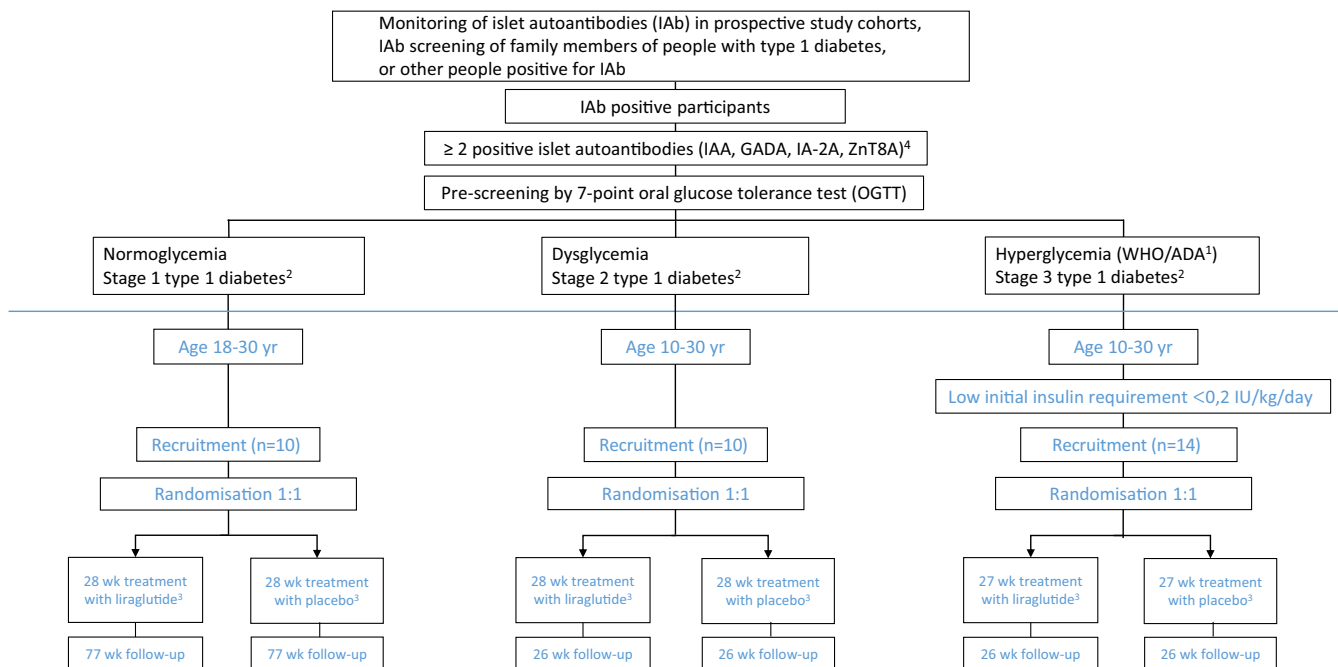 Monitoring of islet autoantibodies (IAb) in prospective study cohorts,
IAb screening of family members of people with type 1 diabetes,
or other people positive for IAb
IAb positive participants
≥ 2 positive islet autoantibodies (IAA, GADA, IA-2A, ZnT8A)⁴
Pre-screening by 7-point oral glucose tolerance test (OGTT)
Normoglycemia
Stage 1 type 1 diabetes²
Dysglycemia
Stage 2 type 1 diabetes²
Hyperglycemia (WHO/ADA¹)
Stage 3 type 1 diabetes²
Age 18-30 yr
Age 10-30 yr
Age 10-30 yr
Low initial insulin requirement <0,2 IU/kg/day
Recruitment (n=10)
Recruitment (n=10)
Recruitment (n=14)
Randomisation 1:1
Randomisation 1:1
Randomisation 1:1
28 wk treatment
with liraglutide³
28 wk treatment
with placebo³
28 wk treatment
with liraglutide³
28 wk treatment
with placebo³
27 wk treatment
with liraglutide³
27 wk treatment
with placebo³
77 wk follow-up
77 wk follow-up
26 wk follow-up
26 wk follow-up
26 wk follow-up
26 wk follow-up